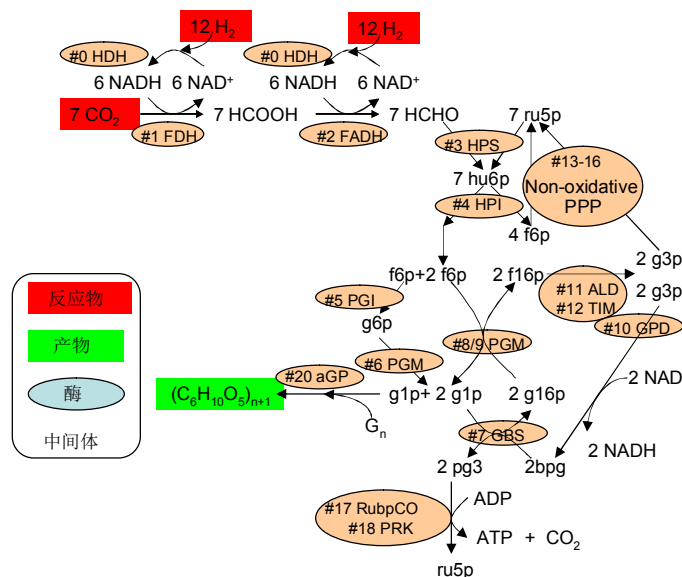 12 H2
12 H2
#0 HDH
#0 HDH
6 NADH 6 NAD+
6 NADH 6 NAD+
7 CO2
7 HCOOH
7 HCHO
7 ru5p
#1 FDH
#2 FADH
#3 HPS
#13-16
Non-oxidative
PPP
7 hu6p
#4 HPI
4 f6p
2 g3p
f6p+2 f6p
2 f16p
#11 ALD
#12 TIM
2 g3p
#5 PGI
#10 GPD
g6p
#8/9 PGM
#6 PGM
#20 aGP
2 NAD
(C6H10O5)n+1
g1p+ 2 g1p
2 g16p
Gn
#7 GBS
2 NADH
2 pg3
2bpg
ADP
#17 RubpCO
#18 PRK
ATP + CO2
ru5p
反应物
产物
酶
中间体